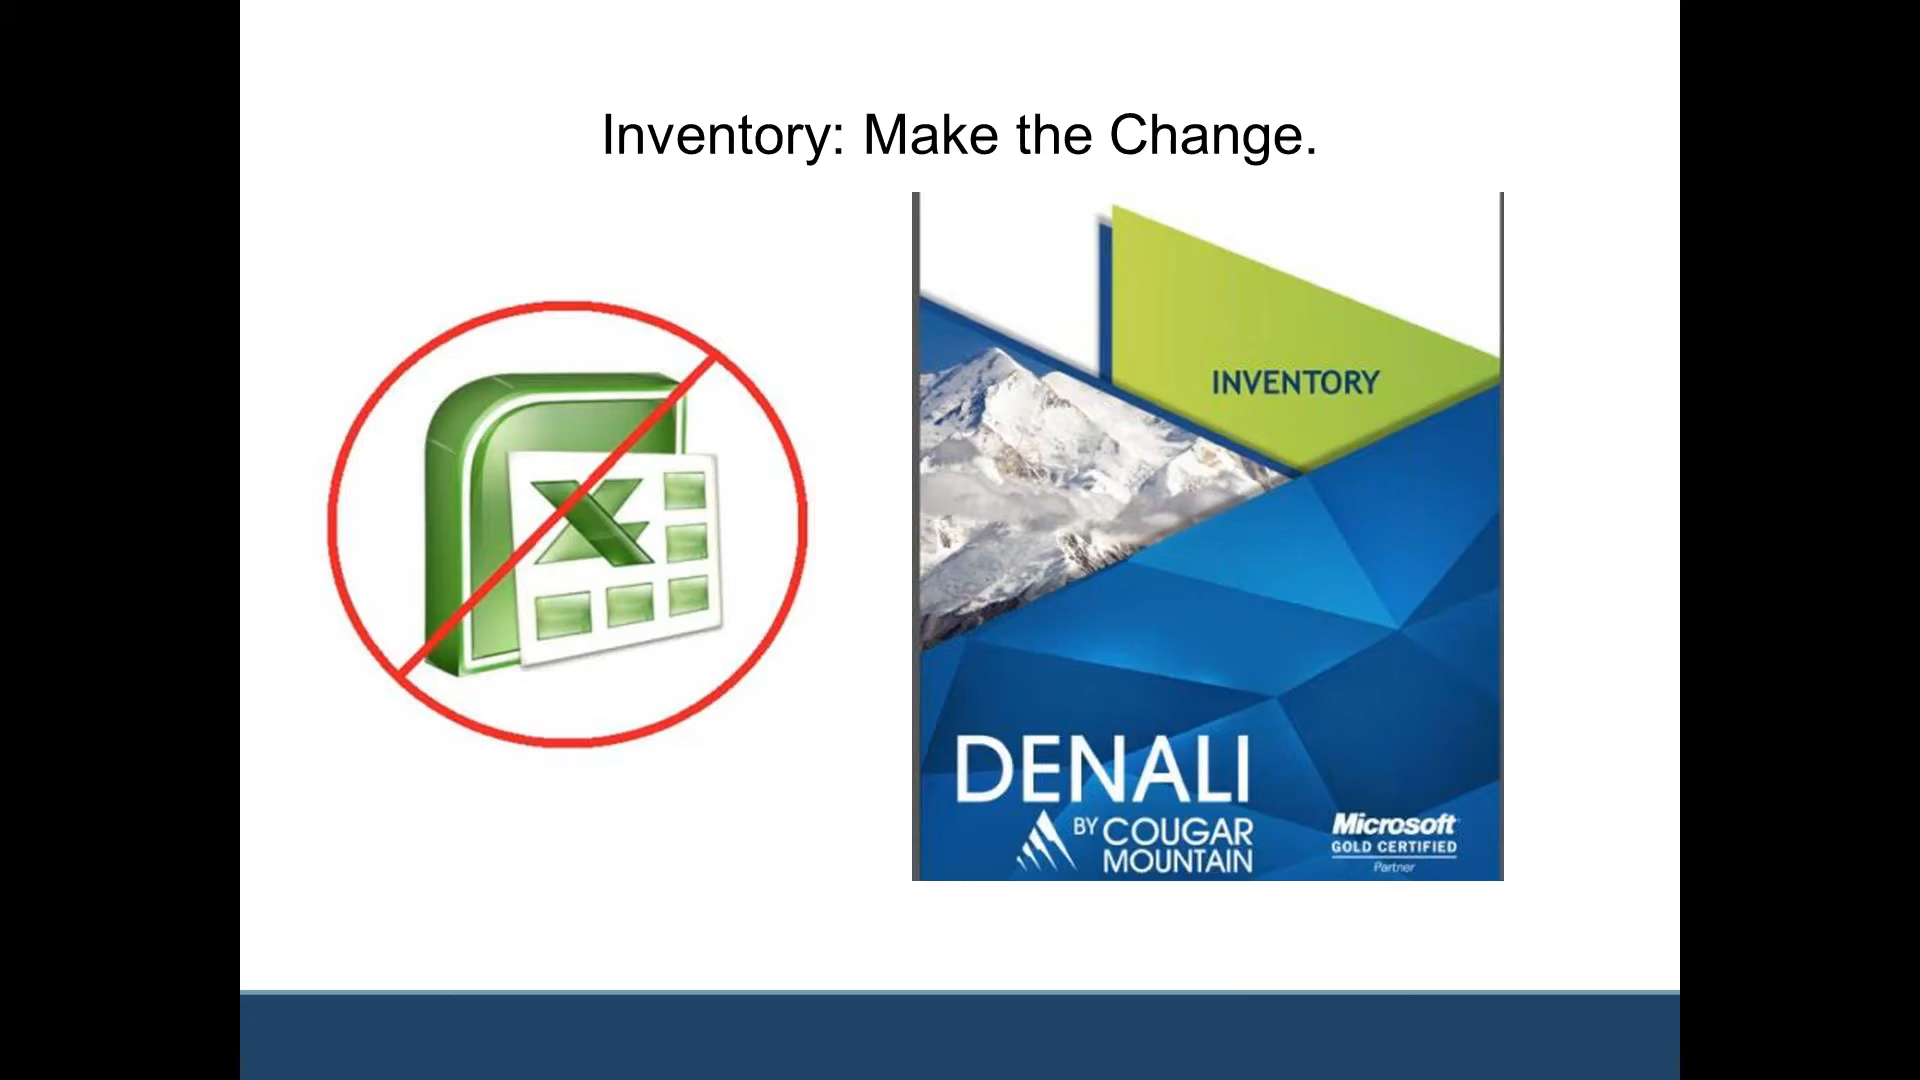 Inventory: Make the Change.
INVENTORY
X
DENALI
BY COUGAR
MOUNTAIN
Microsoft
GOLD CERTIFIED
Partner